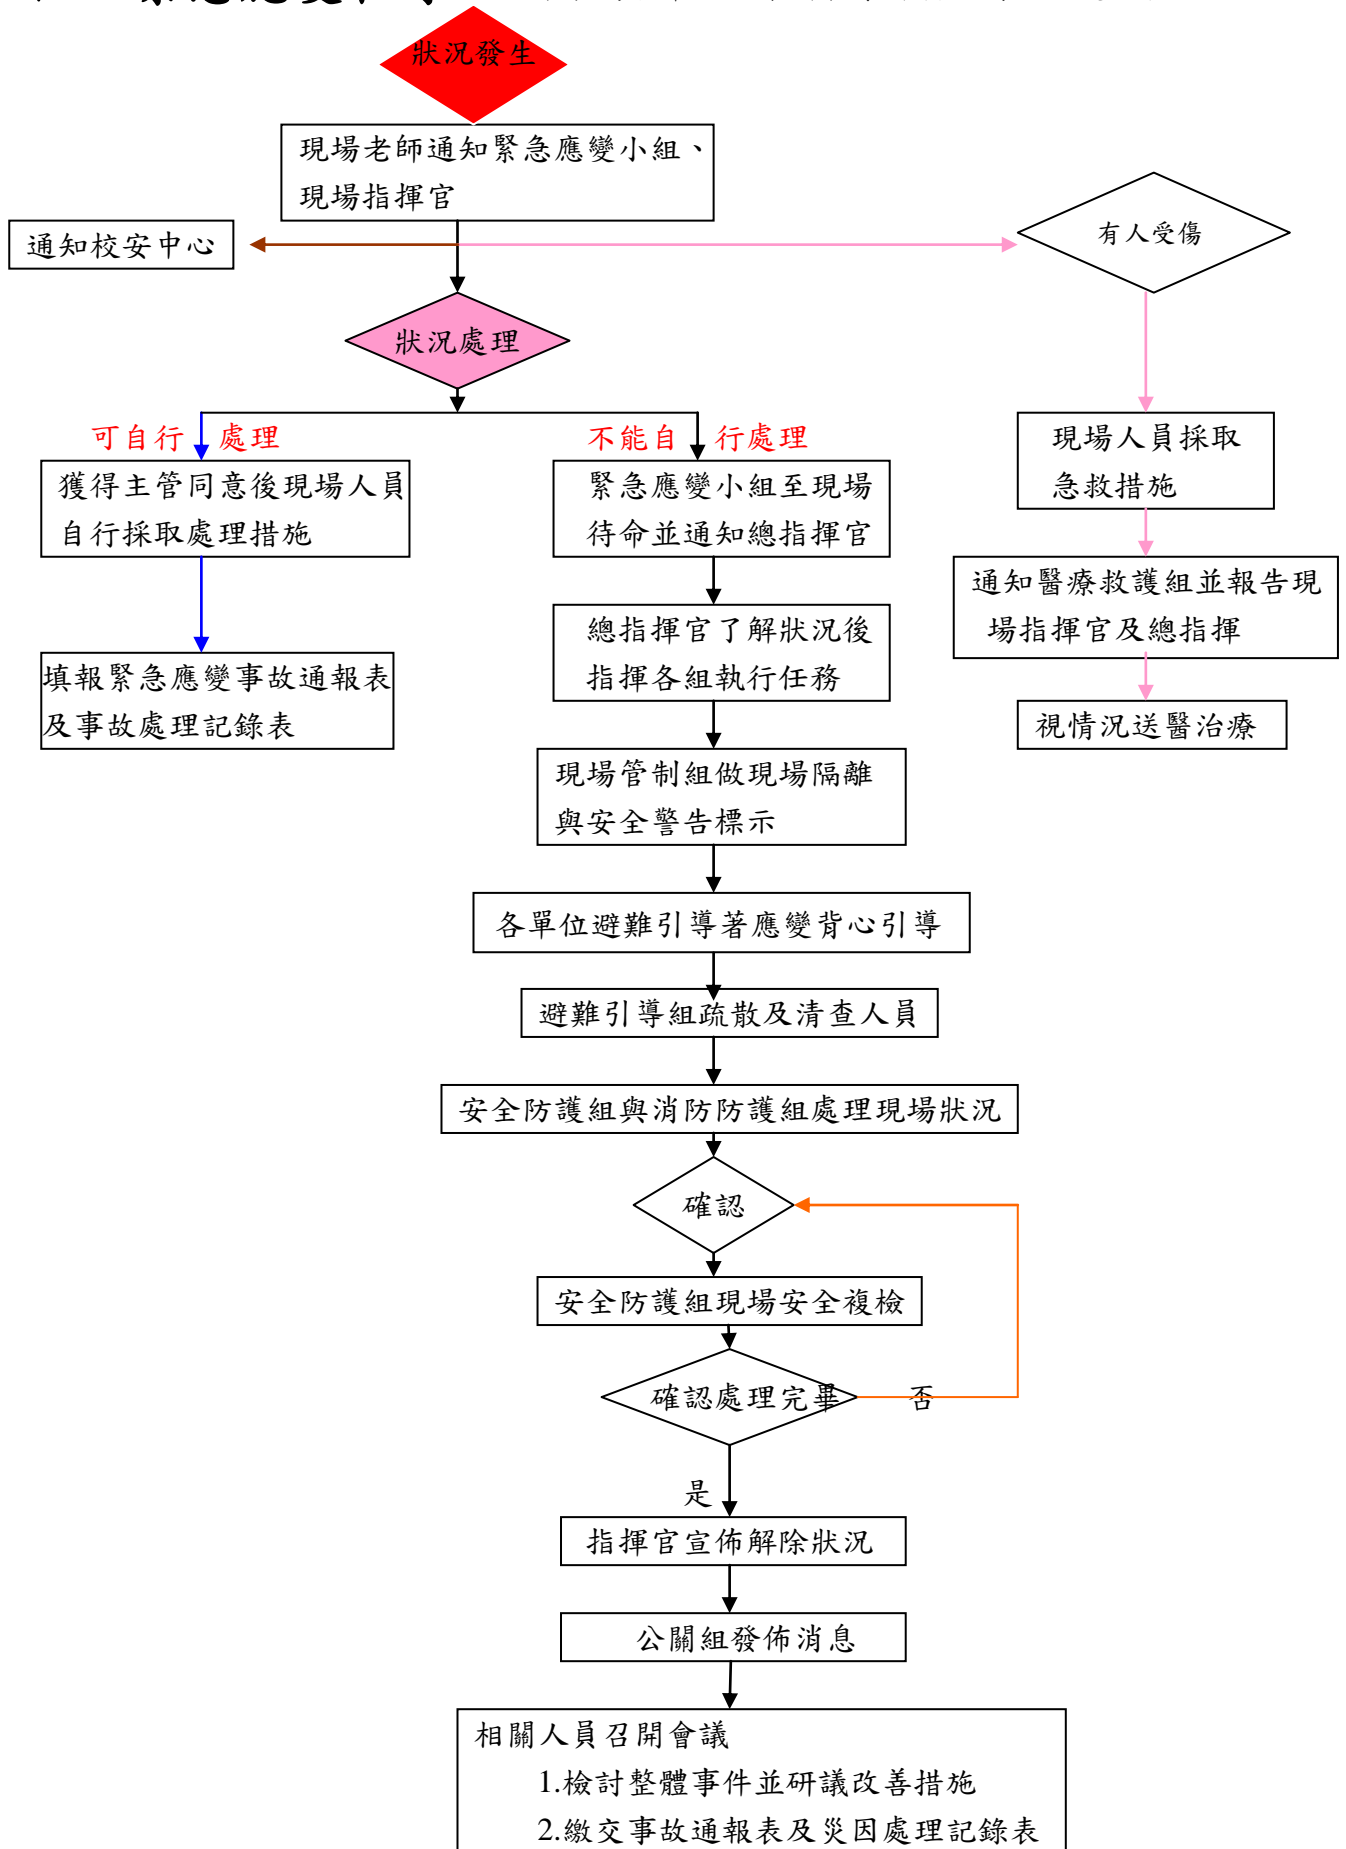 狀況發生
現場老師通知緊急應變小組、
現場指揮官
通知校安中心
有人受傷
狀況處理
可自行 處理
不能自 行處理
獲得主管同意後現場人員
自行採取處理措施
緊急應變小組至現場
待命並通知總指揮官
現場人員採取
急救措施
通知醫療救護組並報告現
場指揮官及總指揮
填報緊急應變事故通報表
及事故處理記錄表
總指揮官了解狀況後
指揮各組執行任務
視情況送醫治療
現場管制組做現場隔離
與安全警告標示
各單位避難引導著應變背心引導
避難引導組疏散及清查人員
安全防護組與消防防護組處理現場狀況
確認
安全防護組現場安全複檢
確認處理完畢
否
是
指揮官宣佈解除狀況
公關組發佈消息
相關人員召開會議
1.檢討整體事件並研議改善措施
2.繳交事故通報表及災因處理記錄表